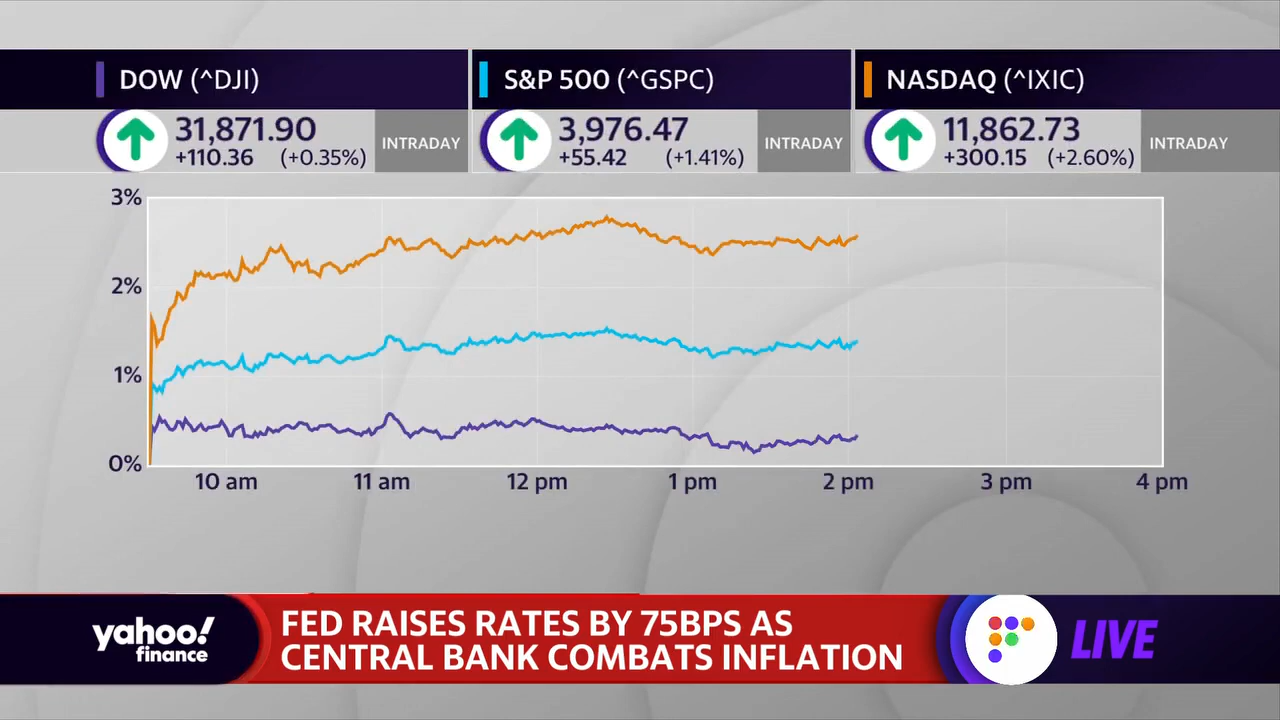 DOW (^DJI)
31,871.90
+110.36 (+0.35%)
INTRADAY
S&P 500 (^GSPC)
3,976.47
+55.42 (+1.41%)
INTRADAY
NASDAQ (^IXIC)
11,862.73
+300.15 (+2.60%)
INTRADAY
3%
2%
1%
0%
10 am 11 am 12 pm 1 pm 2 pm 3 pm 4 pm
yahoo!
finance
FED RAISES RATES BY 75BPS AS
CENTRAL BANK COMBATS INFLATION
LIVE